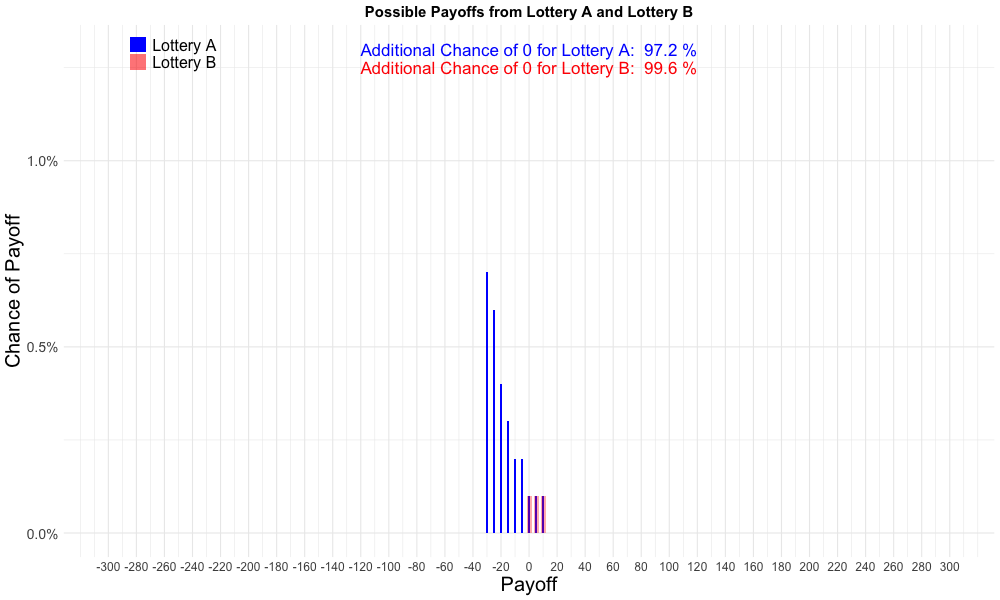 Possible Payoffs from Lottery A and Lottery B
Lottery A
Lottery B
Additional Chance of 0 for Lottery A:  97.2 %
Additional Chance of 0 for Lottery B:  99.6 %
Chance of Payoff
1.0%
0.5%
0.0%
-300 -280 -260 -240 -220 -200 -180 -160 -140 -120 -100 -80 -60 -40 -20 0 20 40 60 80 100 120 140 160 180 200 220 240 260 280 300
Payoff